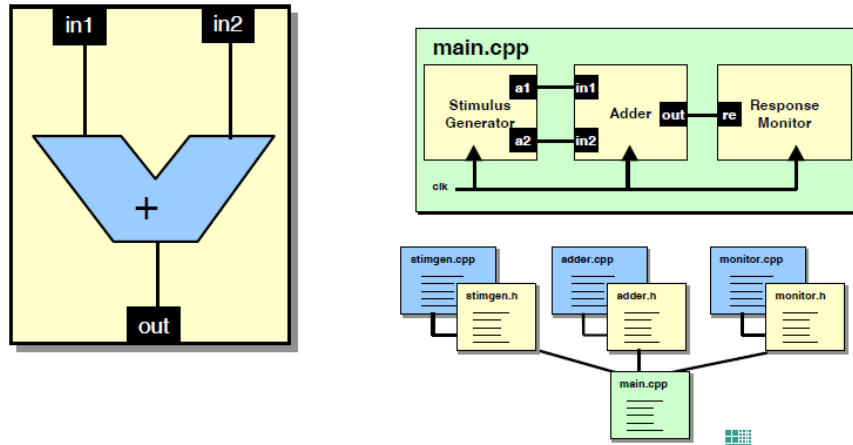 in1
in2
+
out
main.cpp
Stimulus
Generator
a1
a2
in1
in2
Adder
out
re
Response
Monitor
clk
stimgen.cpp
stimgen.h
adder.cpp
adder.h
monitor.cpp
monitor.h
main.cpp